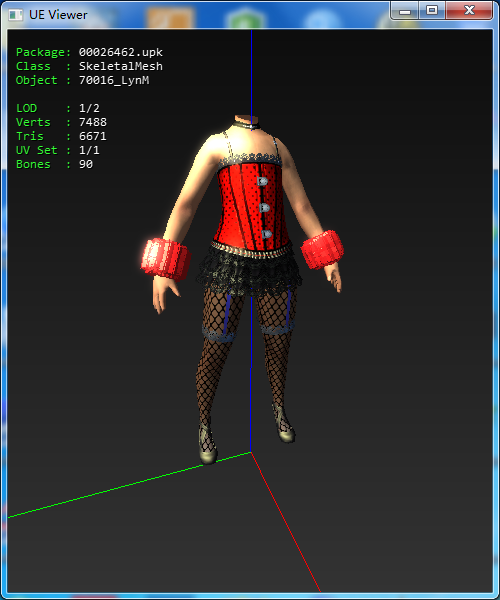 UE Viewer
Package: 00026462.upk
Class : SkeletalMesh
Object : 70016_LynM
LOD : 1/2
Verts : 7488
Tris : 6671
UV Set : 1/1
Bones : 90